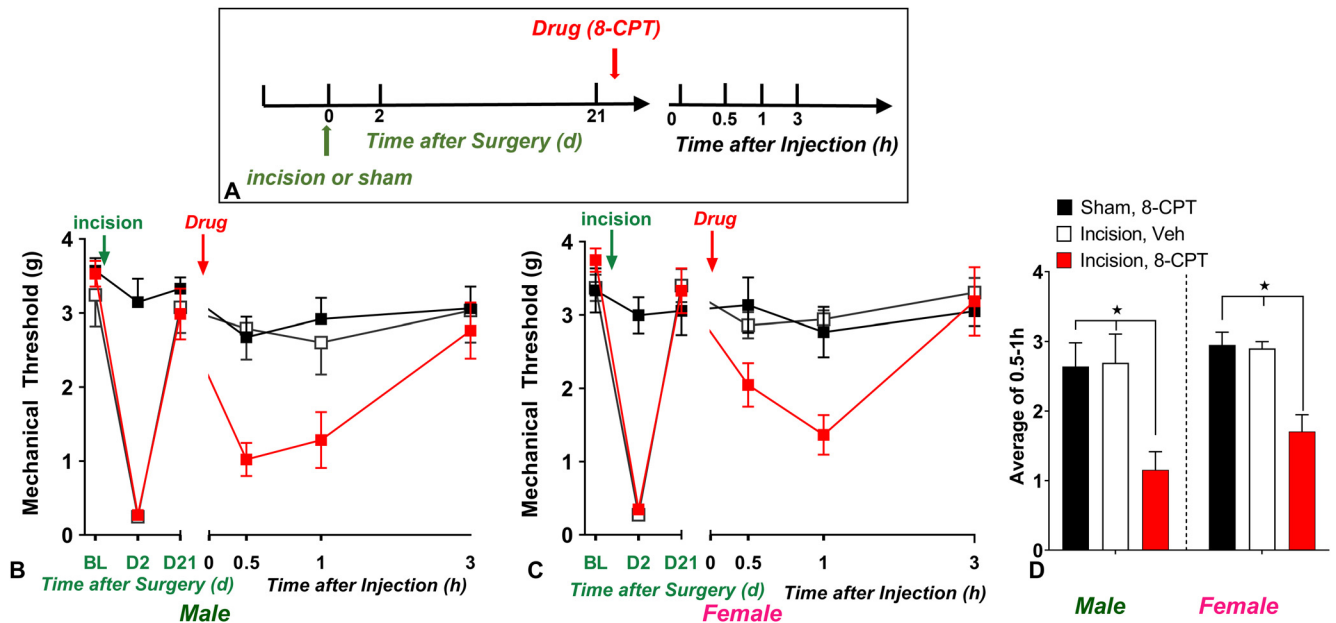 Drug (8-CPT)
0 2 21 0 0.5 1 3
Time after Surgery (d) Time after Injection (h)
incision or sham
A
incision Drug
Mechanical Threshold (g)
4
3
2
1
0
BL D2 D21 0 0.5 1 3
Time after Surgery (d) Time after Injection (h)
B
Male
incision Drug
Mechanical Threshold (g)
4
3
2
1
0
BL D2 D21 0 0.5 1 3
Time after Surgery (d) Time after Injection (h)
C
Female
Sham, 8-CPT
Incision, Veh
Incision, 8-CPT
Average of 0.5-1h
4
3
2
1
0
★ ★
D
Male Female